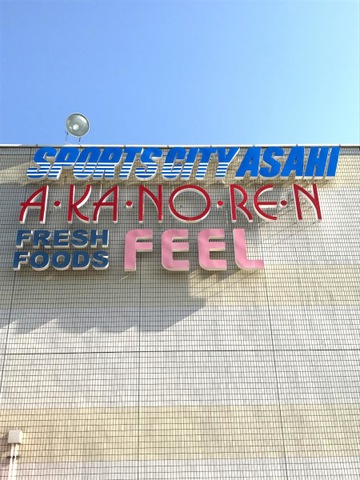 SPORTS CITY ASAHI
A·KA·NO·RE·N
FRESH FOODS FEEL